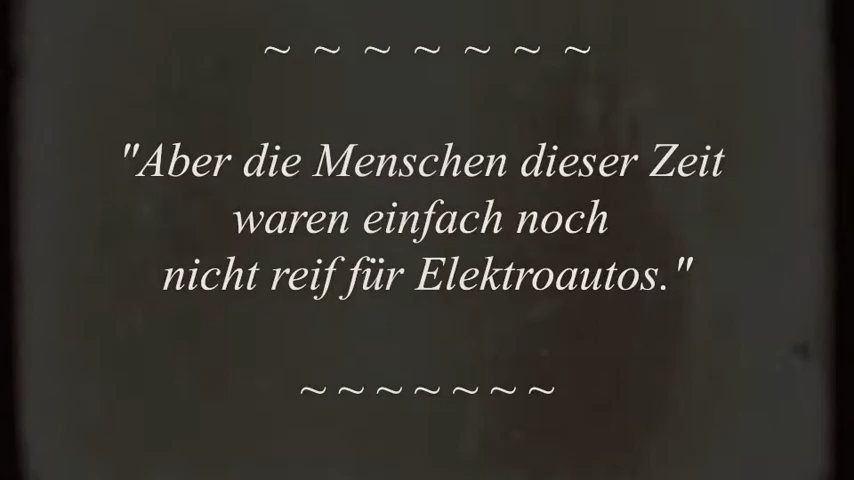 ~ ~ ~ ~ ~ ~ ~
"Aber die Menschen dieser Zeit
waren einfach noch
nicht reif für Elektroautos."
~ ~ ~ ~ ~ ~ ~